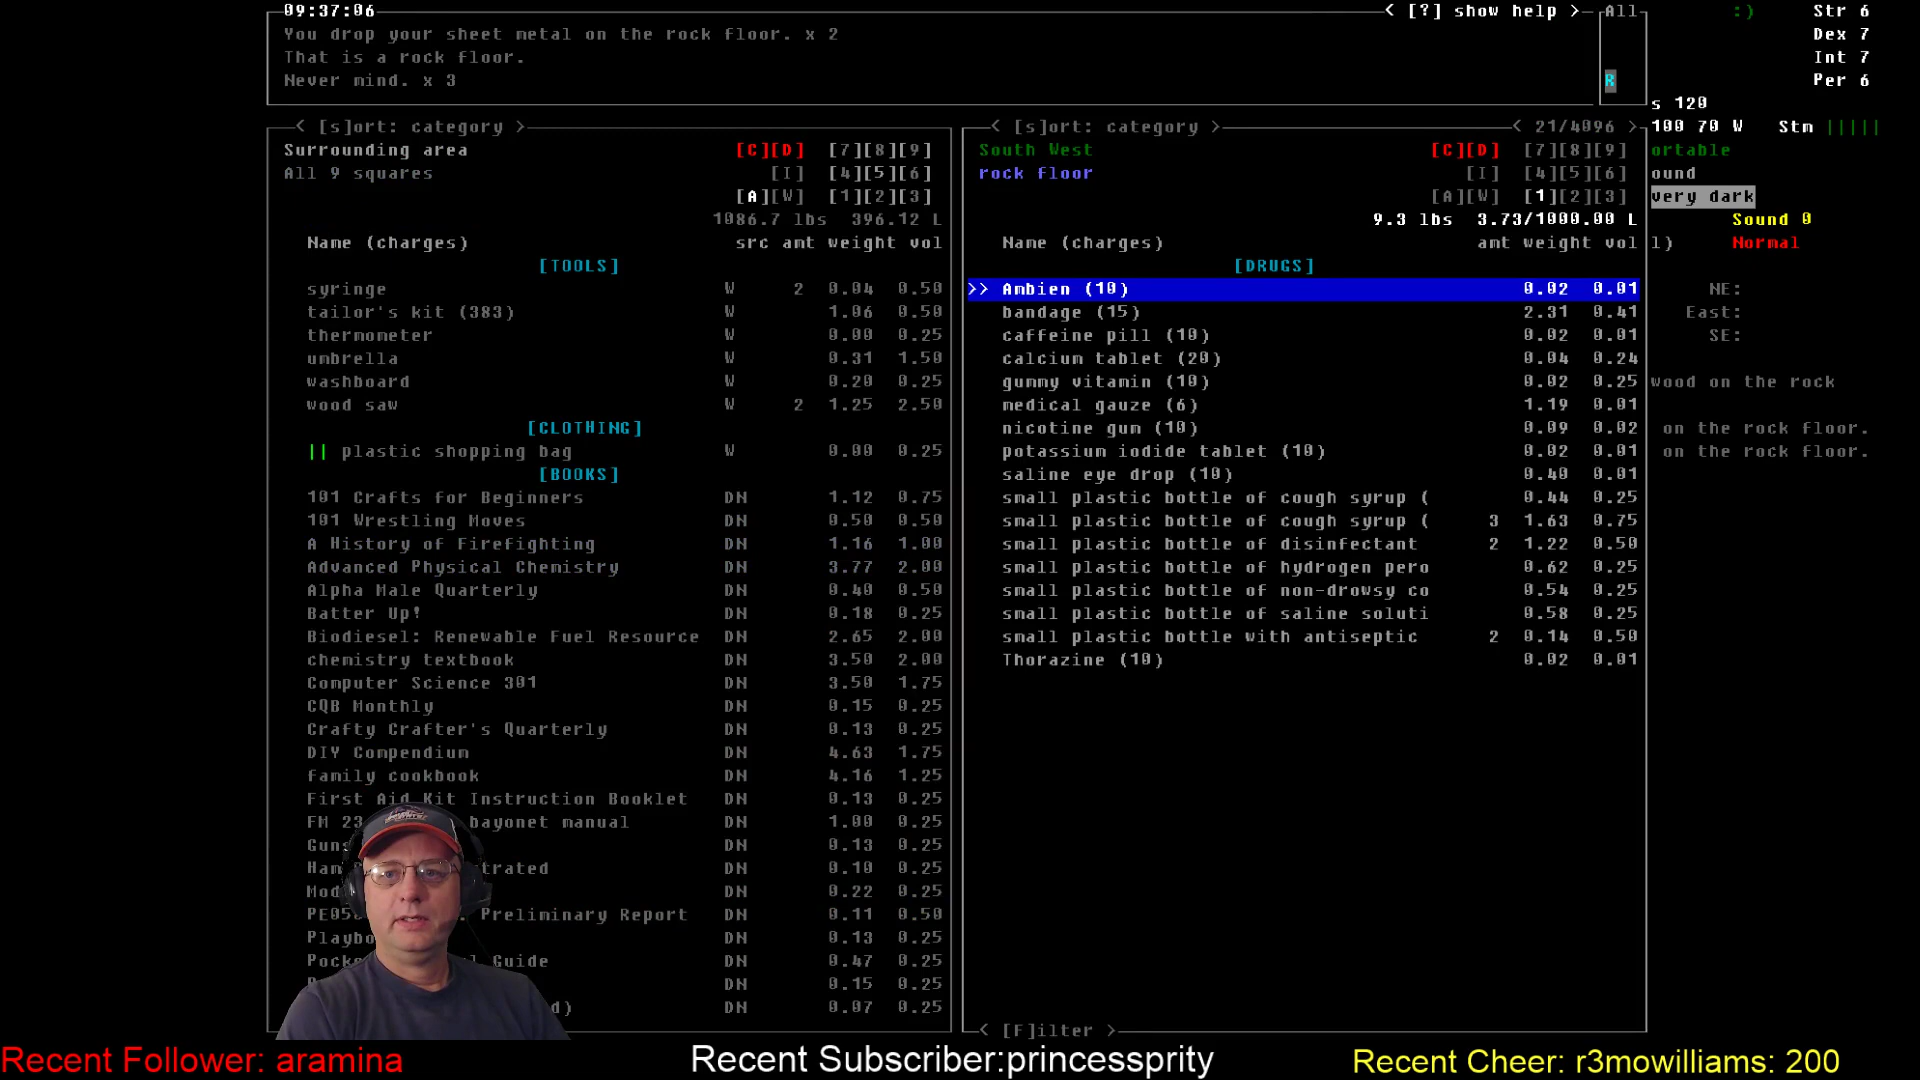 09:37:06
< [?] show help >
All
:)
Str 6
You drop your sheet metal on the rock floor. x 2
Dex 7
That is a rock floor.
Int 7
Never mind. x 3
R
Per 6
s 120
< [s]ort: category >
< [s]ort: category >
< 21/4096 >
100 70 W Stm |||||
Surrounding area [C][D] [7][8][9]
South West [C][D] [7][8][9]
ortable
All 9 squares [I] [4][5][6]
rock floor [I] [4][5][6]
ound
[A][W] [1][2][3]
[A][W] [1][2][3]
very dark
1086.7 lbs 396.12 L
9.3 lbs 3.73/1000.00 L
Sound 0
Name (charges) src amt weight vol
Name (charges) amt weight vol
l) Normal
[TOOLS]
syringe W 2 0.04 0.50
tailor's kit (383) W 1.06 0.50
thermometer W 0.00 0.25
umbrella W 0.31 1.50
washboard W 0.20 0.25
wood saw W 2 1.25 2.50
[CLOTHING]
|| plastic shopping bag W 0.00 0.25
[BOOKS]
101 Crafts for Beginners DN 1.12 0.75
101 Wrestling Moves DN 0.50 0.50
A History of Firefighting DN 1.16 1.00
Advanced Physical Chemistry DN 3.77 2.00
Alpha Male Quarterly DN 0.40 0.50
Batter Up! DN 0.18 0.25
Biodiesel: Renewable Fuel Resource DN 2.65 2.00
chemistry textbook DN 3.50 2.00
Computer Science 301 DN 3.50 1.75
CQB Monthly DN 0.15 0.25
Crafty Crafter's Quarterly DN 0.13 0.25
DIY Compendium DN 4.63 1.75
family cookbook DN 4.16 1.25
First Aid Kit Instruction Booklet DN 0.13 0.25
FM 23 bayonet manual DN 1.00 0.25
Guns DN 0.13 0.25
Ham trated DN 0.10 0.25
Mod DN 0.22 0.25
PE050 Preliminary Report DN 0.11 0.50
Playbo DN 0.13 0.25
Pock Guide DN 0.47 0.25
DN 0.15 0.25
d) DN 0.07 0.25
[DRUGS]
>> Ambien (10) 0.02 0.01
bandage (15) 2.31 0.41
caffeine pill (10) 0.02 0.01
calcium tablet (20) 0.04 0.24
gummy vitamin (10) 0.02 0.25
medical gauze (6) 1.19 0.01
nicotine gum (10) 0.09 0.02
potassium iodide tablet (10) 0.02 0.01
saline eye drop (10) 0.40 0.01
small plastic bottle of cough syrup ( 0.44 0.25
small plastic bottle of cough syrup ( 3 1.63 0.75
small plastic bottle of disinfectant 2 1.22 0.50
small plastic bottle of hydrogen pero 0.62 0.25
small plastic bottle of non-drowsy co 0.54 0.25
small plastic bottle of saline soluti 0.58 0.25
small plastic bottle with antiseptic 2 0.14 0.50
Thorazine (10) 0.02 0.01
< [F]ilter >
NE:
East:
SE:
wood on the rock
on the rock floor.
on the rock floor.
Recent Follower: aramina
Recent Subscriber:princessprity
Recent Cheer: r3mowilliams: 200